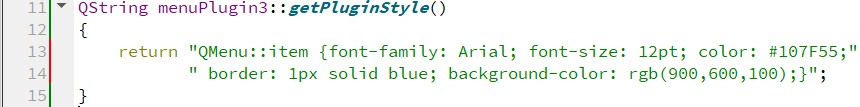 11 QString menuPlugin3::getPluginStyle()
12 {
13 return "QMenu::item {font-family: Arial; font-size: 12pt; color: #107F55;"
14 " border: 1px solid blue; background-color: rgb(900,600,100);}";
15 }